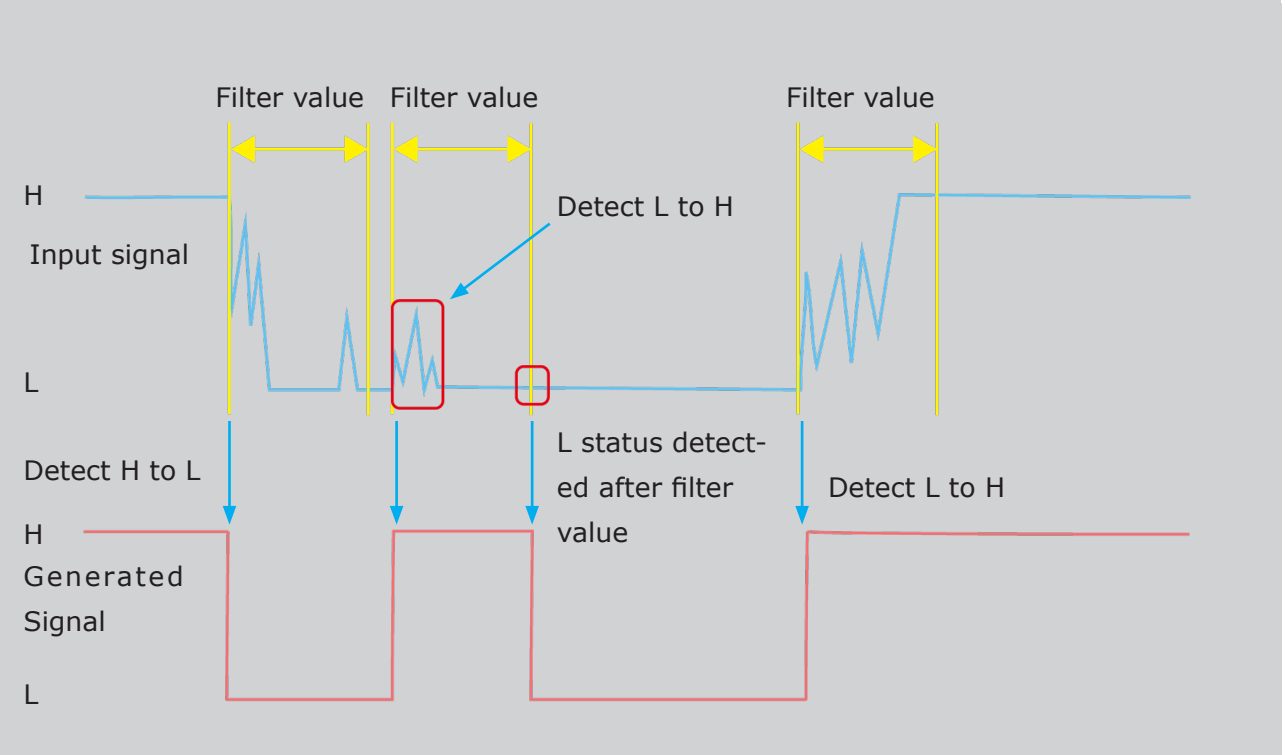 Filter value
Filter value
Filter value
H
Detect L to H
Input signal
L
L status detect-
ed after filter
value
Detect H to L
Detect L to H
H
Generated
Signal
L